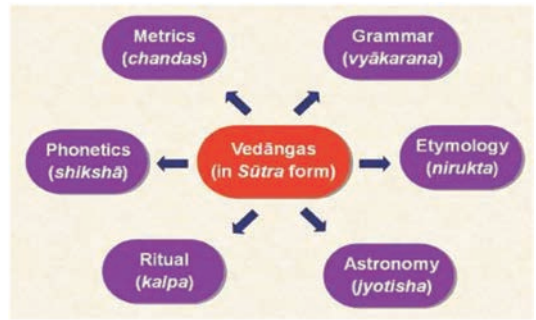 Metrics
(chandas)
Grammar
(vyākarana)
Phonetics
(shikshā)
Vedāngas
(in Sūtra form)
Etymology
(nirukta)
Ritual
(kalpa)
Astronomy
(jyotisha)